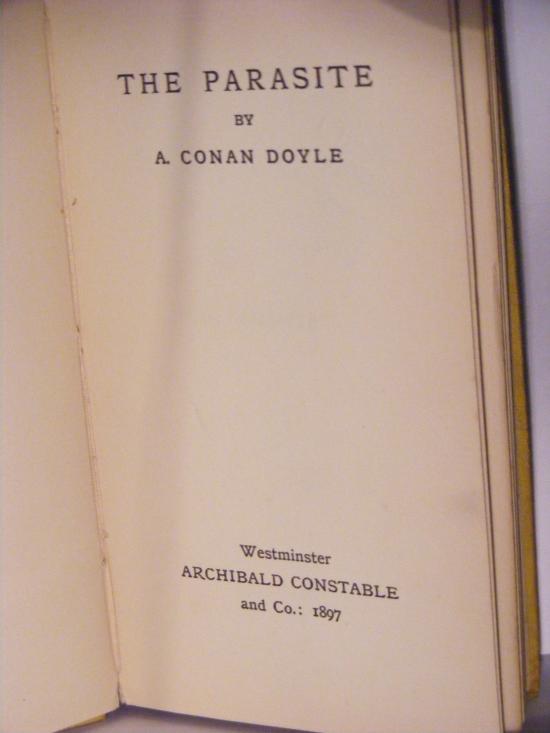 THE PARASITE
BY
A. CONAN DOYLE
Westminster
ARCHIBALD CONSTABLE
and Co.: 1897